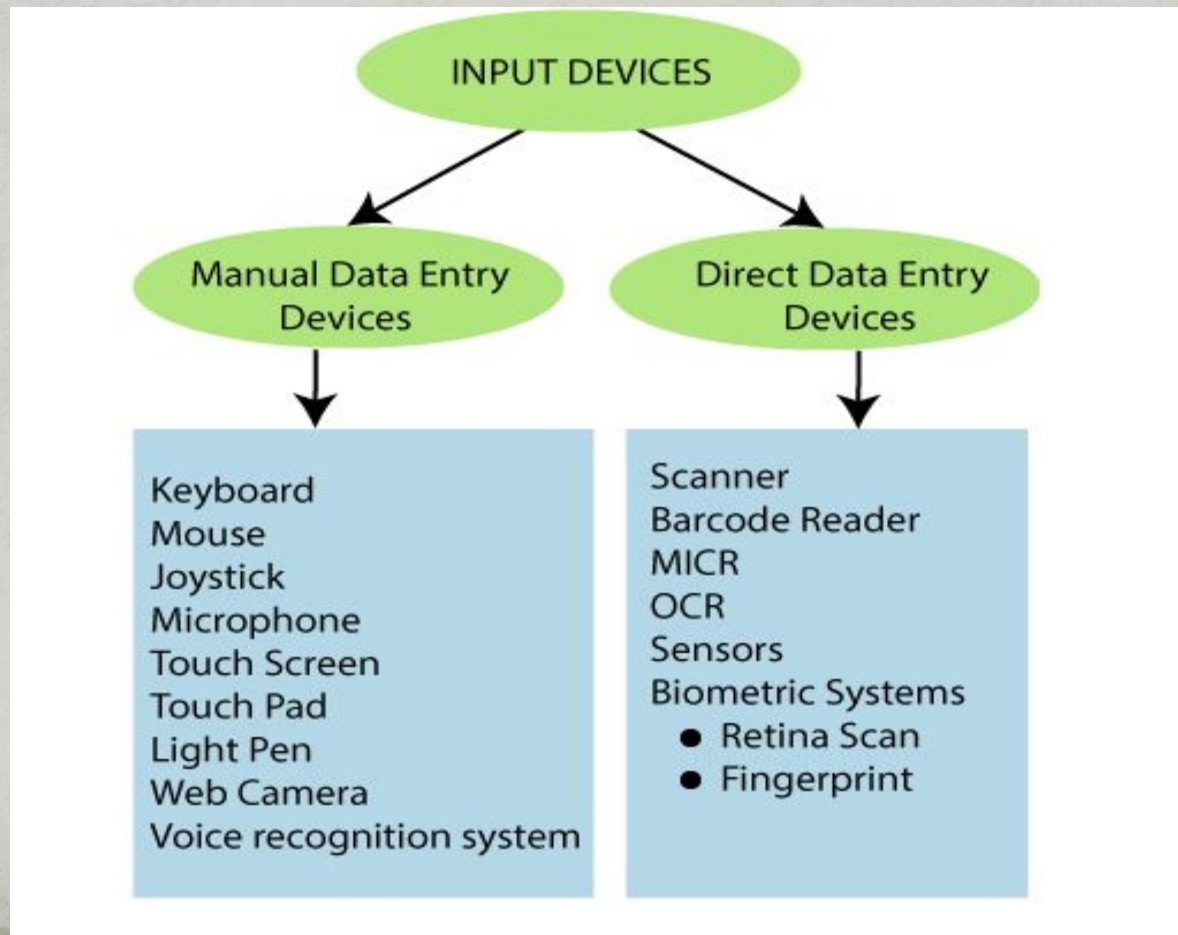 INPUT DEVICES
Manual Data Entry
Devices
Direct Data Entry
Devices
Keyboard
Mouse
Joystick
Microphone
Touch Screen
Touch Pad
Light Pen
Web Camera
Voice recognition system
Scanner
Barcode Reader
MICR
OCR
Sensors
Biometric Systems
● Retina Scan
● Fingerprint